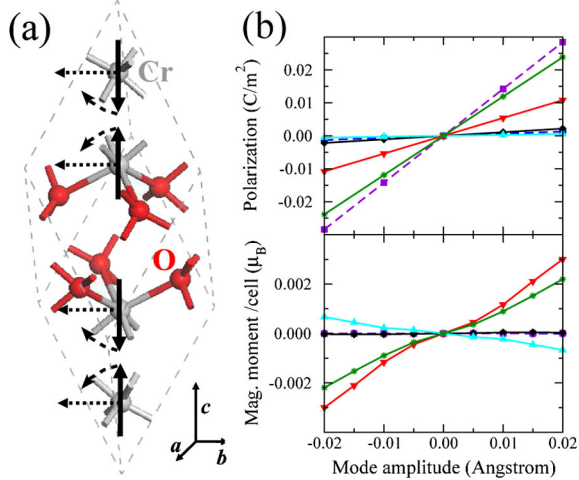 (a)
Cr
O
c
a
b
(b)
Polarization (C/m²)
0.02
0.01
0.00
-0.01
-0.02
Mag. moment /cell (μB)
0.002
0.000
-0.002
-0.02 -0.01 0.00 0.01 0.02
Mode amplitude (Angstrom)